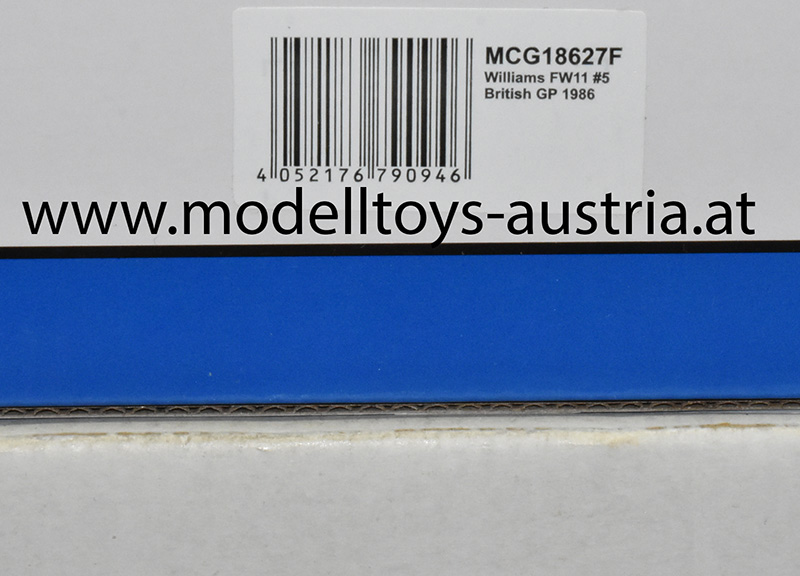 MCG18627F
Williams FW11 #5
British GP 1986
4 052176 790946
www.modelltoys-austria.at